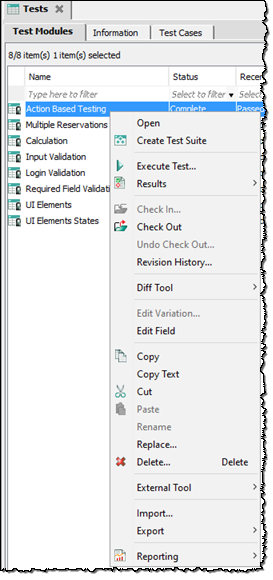 Tests
Test Modules Information Test Cases
8/8 item(s) 1 item(s) selected
Name Status Recen
Type here to filter Select to filter Selec
Action Based Testing Complete Passed
Multiple Reservations
Calculation
Input Validation
Login Validation
Required Field Validati
UI Elements
UI Elements States
Open
Create Test Suite
Execute Test...
Results
Check In...
Check Out
Undo Check Out...
Revision History...
Diff Tool
Edit Variation...
Edit Field
Copy
Copy Text
Cut
Paste
Rename
Replace...
Delete... Delete
External Tool
Import...
Export
Reporting